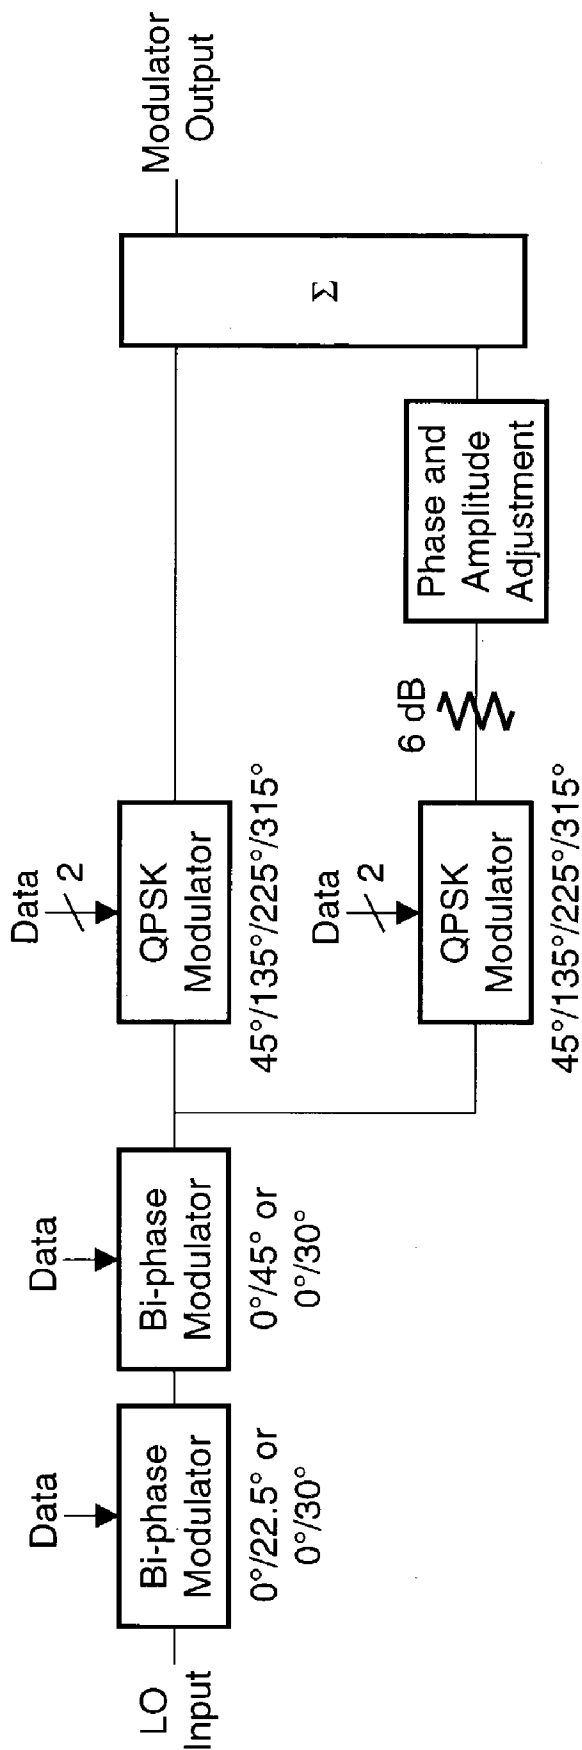 LO
Input
Data
Bi-phase
Modulator
0°/22.5° or
0°/30°
Data
Bi-phase
Modulator
0°/45° or
0°/30°
Data
2
QPSK
Modulator
45°/135°/225°/315°
Data
2
QPSK
Modulator
45°/135°/225°/315°
6 dB
Phase and
Amplitude
Adjustment
Σ
Modulator
Output